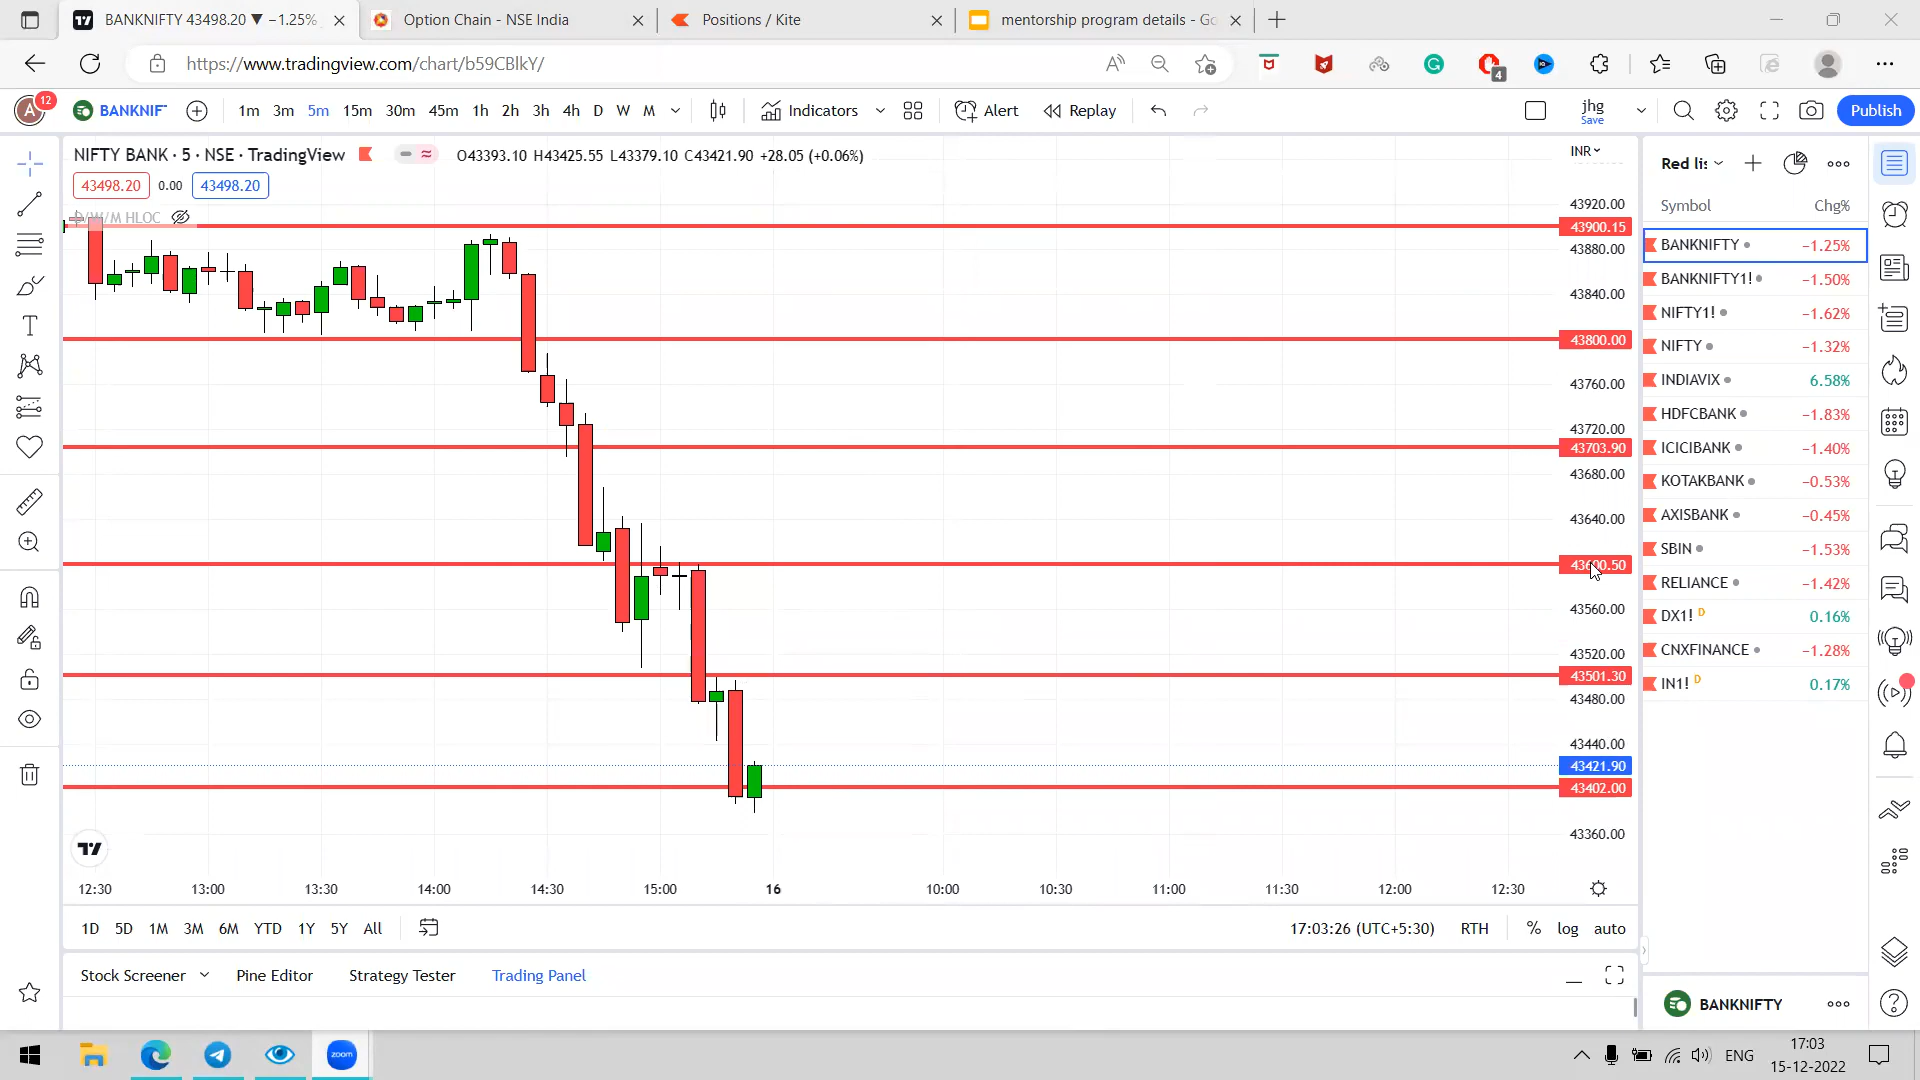 BANKNIFTY 43498.20 ▼ −1.25%
Option Chain - NSE India
Positions / Kite
mentorship program details - Go
https://www.tradingview.com/chart/b59CBlkY/
4
A
12
BANKNIF
1m 3m 5m 15m 30m 45m 1h 2h 3h 4h D W M
Indicators
Alert
Replay
jhg
Save
Publish
NIFTY BANK · 5 · NSE · TradingView
O43393.10 H43425.55 L43379.10 C43421.90 +28.05 (+0.06%)
INR
43498.20 0.00 43498.20
D/W/M HLOC
43920.00
43900.15
43880.00
43840.00
43800.00
43760.00
43720.00
43703.90
43680.00
43640.00
43600.50
43560.00
43520.00
43501.30
43480.00
43440.00
43421.90
43402.00
43360.00
12:30 13:00 13:30 14:00 14:30 15:00 16 10:00 10:30 11:00 11:30 12:00 12:30
1D 5D 1M 3M 6M YTD 1Y 5Y All
17:03:26 (UTC+5:30) RTH % log auto
Stock Screener Pine Editor Strategy Tester Trading Panel
Red lis
Symbol Chg%
BANKNIFTY −1.25%
BANKNIFTY1! −1.50%
NIFTY1! −1.62%
NIFTY −1.32%
INDIAVIX 6.58%
HDFCBANK −1.83%
ICICIBANK −1.40%
KOTAKBANK −0.53%
AXISBANK −0.45%
SBIN −1.53%
RELIANCE −1.42%
DX1! D 0.16%
CNXFINANCE −1.28%
IN1! D 0.17%
BANKNIFTY
zoom
ENG
17:03
15-12-2022